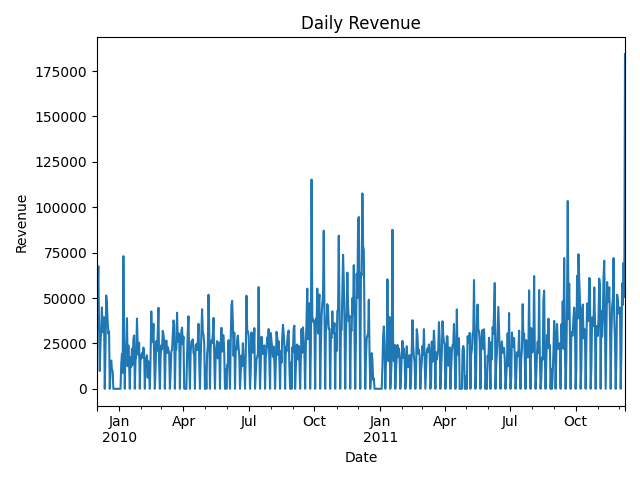 Daily Revenue
175000
150000
125000
100000
75000
50000
25000
0
Revenue
Jan Apr Jul Oct Jan Apr Jul Oct
2010 2011
Date